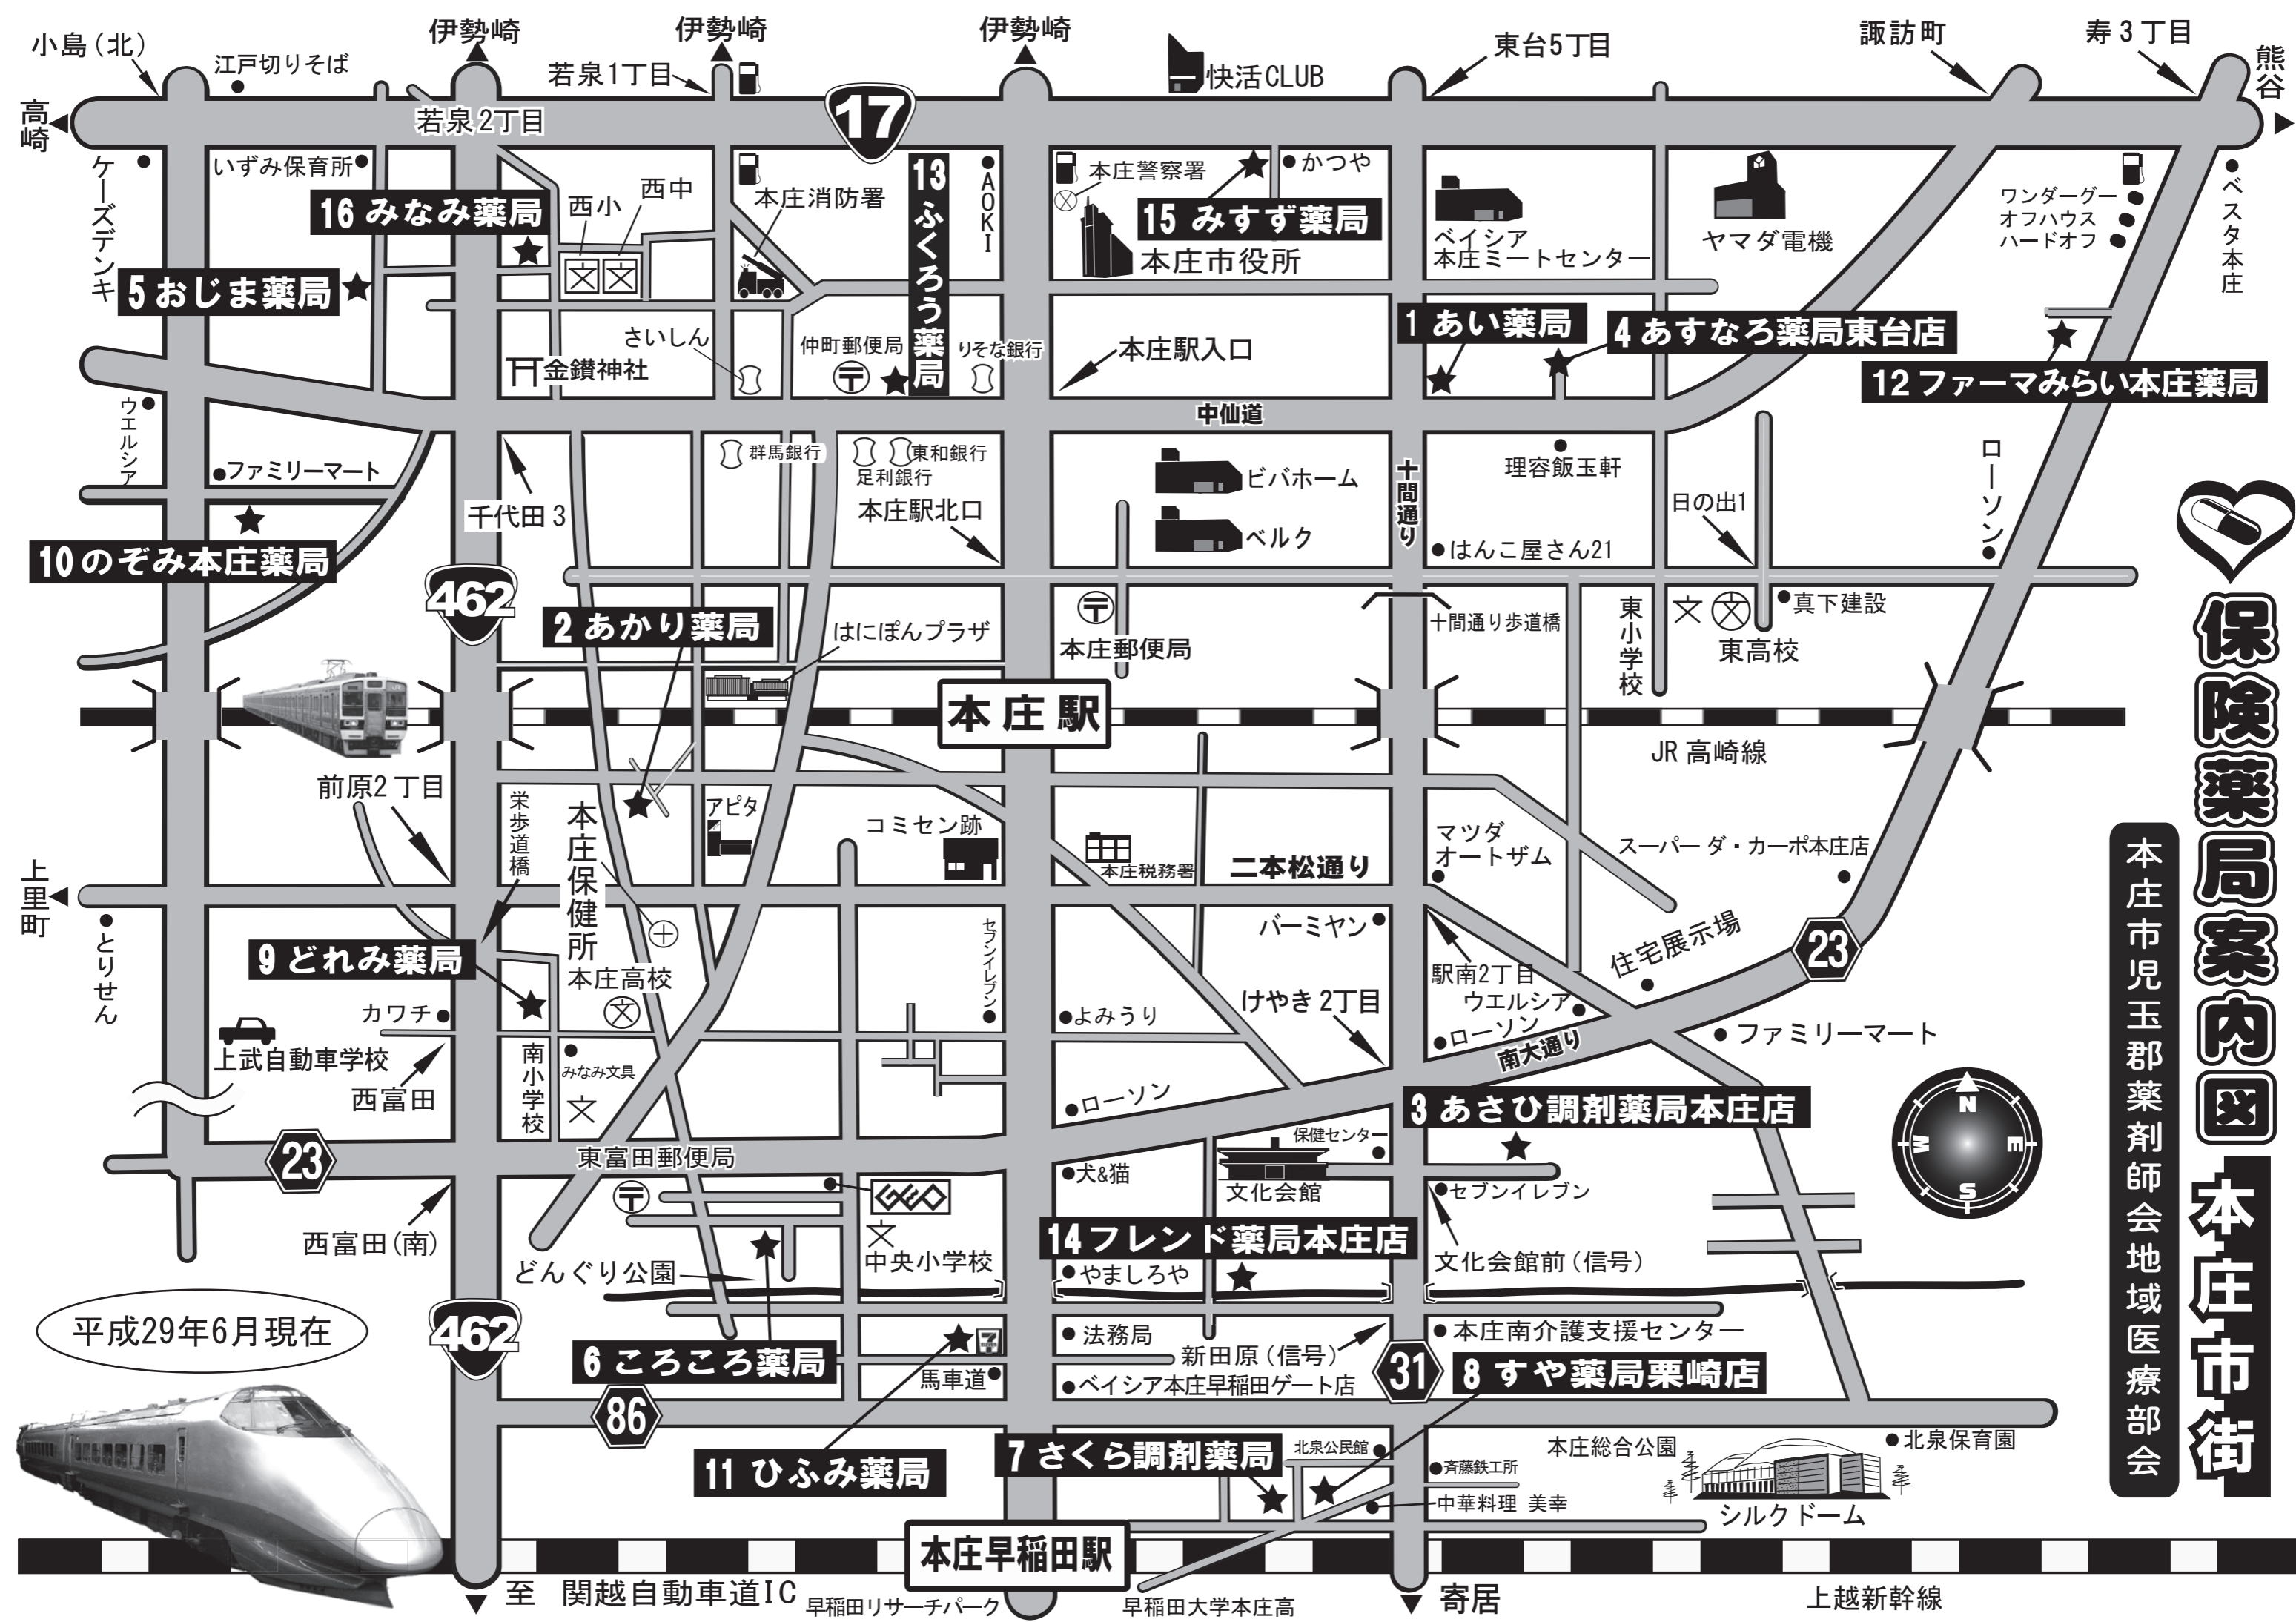 保険薬局案内図 本庄市街
本庄市児玉郡薬剤師会地域医療部会
小島(北)
江戸切りそば
伊勢崎
若泉1丁目
伊勢崎
伊勢崎
快活CLUB
東台5丁目
諏訪町
寿3丁目
熊谷
高崎
若泉2丁目
17
ケーズデンキ
いずみ保育所
16 みなみ薬局
西小
西中
本庄消防署
13 ふくろう薬局
AOKI
本庄警察署
かつや
15 みすず薬局
本庄市役所
ベイシア
本庄ミートセンター
ヤマダ電機
ワンダーグー
オフハウス
ハードオフ
ベスタ本庄
5 おじま薬局
さいしん
金鑚神社
仲町郵便局
りそな銀行
本庄駅入口
1 あい薬局
4 あすなろ薬局東台店
12 ファーマみらい本庄薬局
中仙道
ウエルシア
ファミリーマート
千代田3
群馬銀行
東和銀行
足利銀行
本庄駅北口
ビバホーム
ベルク
十間通り
理容飯玉軒
日の出1
ローソン
はんこ屋さん21
10 のぞみ本庄薬局
462
2 あかり薬局
はにぽんプラザ
本庄郵便局
十間通り歩道橋
東小学校
東高校
真下建設
本庄駅
JR高崎線
前原2丁目
栄歩道橋
本庄保健所
アピタ
コミセン跡
本庄税務署
二本松通り
マツダ
オートザム
スーパー ダ・カーポ本庄店
上里町
とりせん
9 どれみ薬局
本庄高校
セブンイレブン
バーミヤン
駅南2丁目
住宅展示場
23
カワチ
よみうり
けやき2丁目
ウエルシア
ローソン
南大通り
ファミリーマート
上武自動車学校
西富田
南小学校
みなみ文具
ローソン
3 あさひ調剤薬局本庄店
N
E
S
W
23
東富田郵便局
犬&猫
保健センター
文化会館
セブンイレブン
西富田(南)
GEO
中央小学校
どんぐり公園
14 フレンド薬局本庄店
やましろや
文化会館前(信号)
平成29年6月現在
462
6 ころころ薬局
7
馬車道
法務局
新田原(信号)
ベイシア本庄早稲田ゲート店
31
本庄南介護支援センター
8 すや薬局栗崎店
86
11 ひふみ薬局
7 さくら調剤薬局
北泉公民館
斉藤鉄工所
中華料理 美幸
本庄総合公園
北泉保育園
シルクドーム
本庄早稲田駅
至 関越自動車道IC
早稲田リサーチパーク
早稲田大学本庄高
寄居
上越新幹線